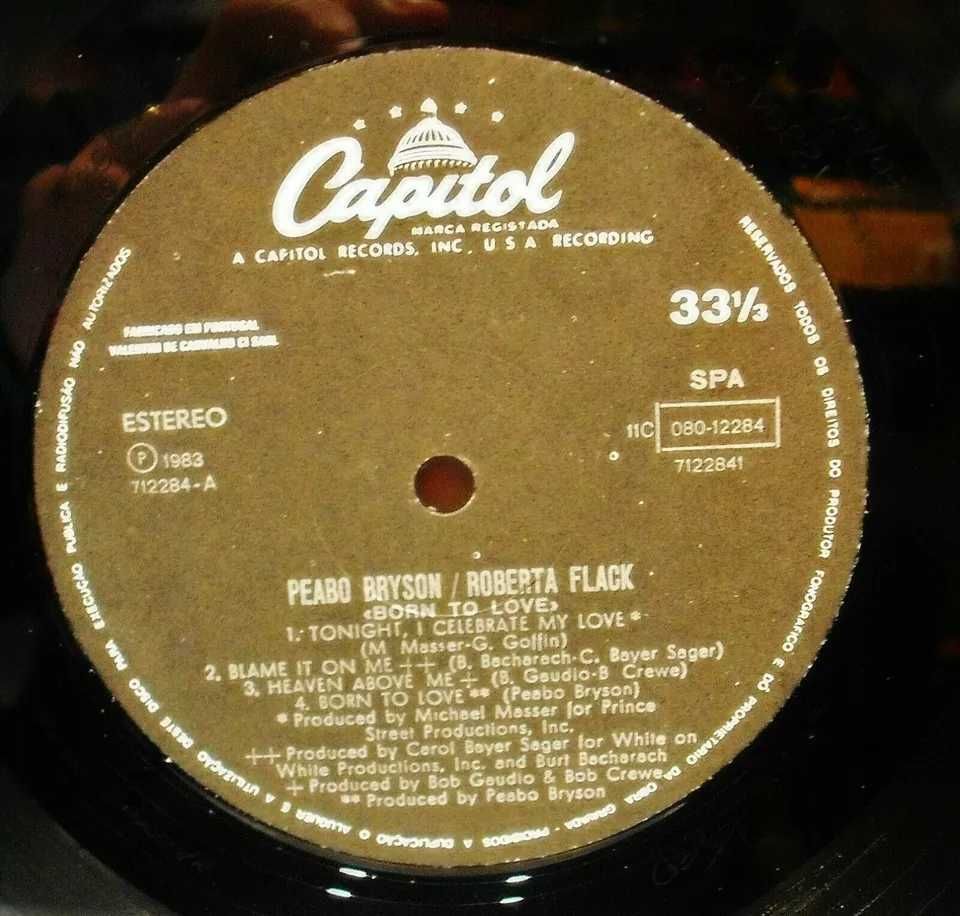 Capitol
MARCA REGISTADA
A CAPITOL RECORDS, INC. U S A RECORDING
33⅓
FABRICADO EM PORTUGAL
VALENTIM DE CARVALHO CI SARL
ESTEREO
Ⓟ 1983
712284-A
SPA
11C 080-12284
7122841
PEABO BRYSON / ROBERTA FLACK
«BORN TO LOVE»
1. TONIGHT, I CELEBRATE MY LOVE *
(M Masser-G. Goffin)
2. BLAME IT ON ME ++ (B. Bacharach-C. Bayer Sager)
3. HEAVEN ABOVE ME + (B. Gaudio-B Crewe)
4. BORN TO LOVE ** (Peabo Bryson)
* Produced by Michael Masser for Prince
Street Productions, Inc.
++ Produced by Carol Bayer Sager for White on
White Productions, Inc. and Burt Bacharach
+ Produced by Bob Gaudio & Bob Crewe
** Produced by Peabo Bryson
RESERVADOS TODOS OS DIREITOS DO PRODUTOR FONOGRAFICO E DO PROPRIETARIO DA OBRA GRAVADA - PROIBIDOS A DUPLICAÇÃO O ALUGUER E A UTILIZAÇÃO DESTE DISCO PARA EXECUÇÃO PUBLICA E RADIODIFUSÃO NÃO AUTORIZADOS